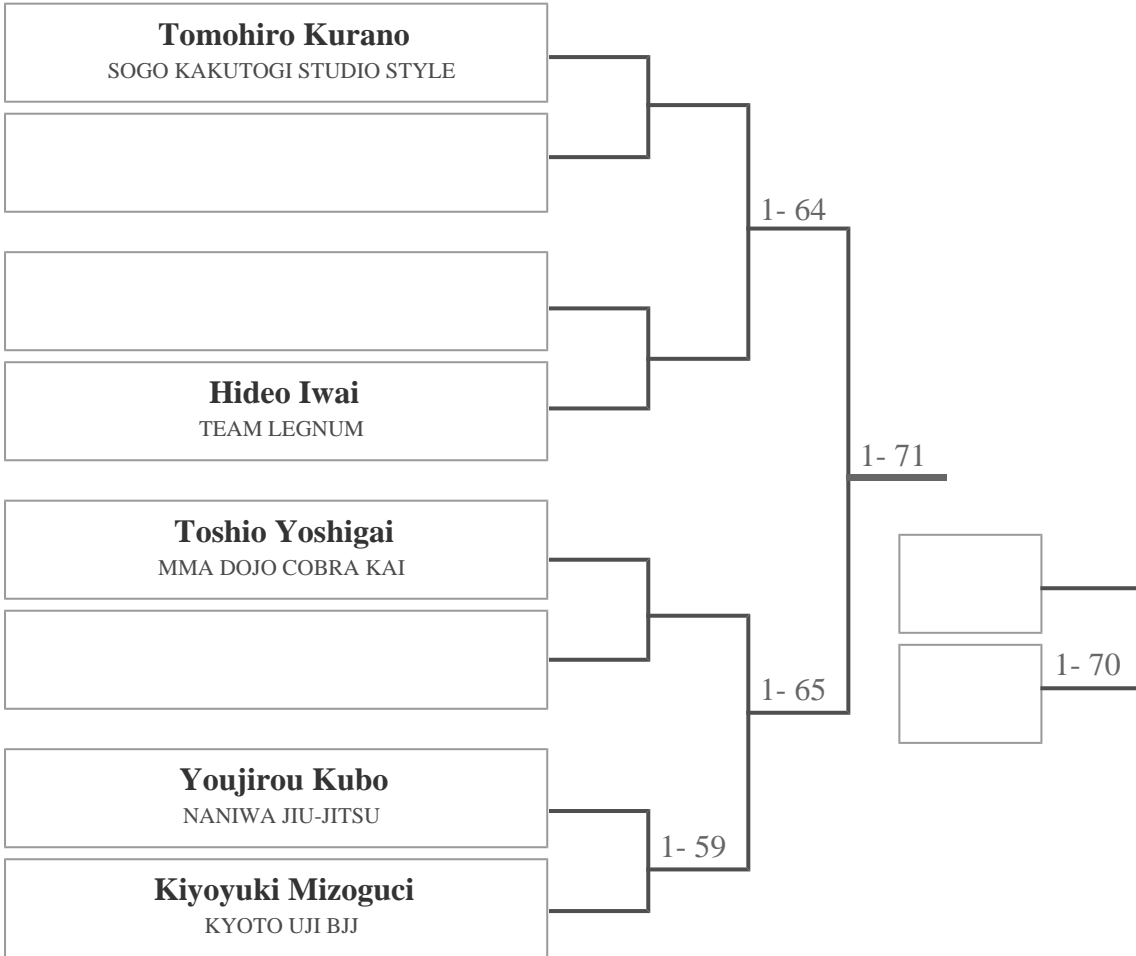 Tomohiro Kurano
SOGO KAKUTOGI STUDIO STYLE
1- 64
Hideo Iwai
TEAM LEGNUM
1- 71
Toshio Yoshigai
MMA DOJO COBRA KAI
1- 70
1- 65
Youjirou Kubo
NANIWA JIU-JITSU
1- 59
Kiyoyuki Mizoguci
KYOTO UJI BJJ